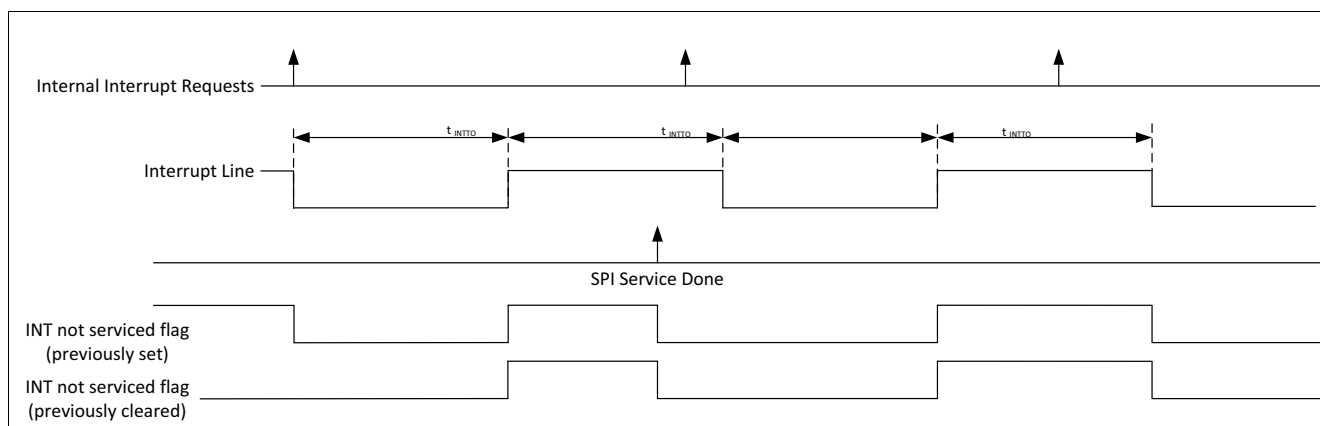 Internal Interrupt Requests
t INTTO
t INTTO
t INTTO
Interrupt Line
SPI Service Done
INT not serviced flag
(previously set)
INT not serviced flag
(previously cleared)